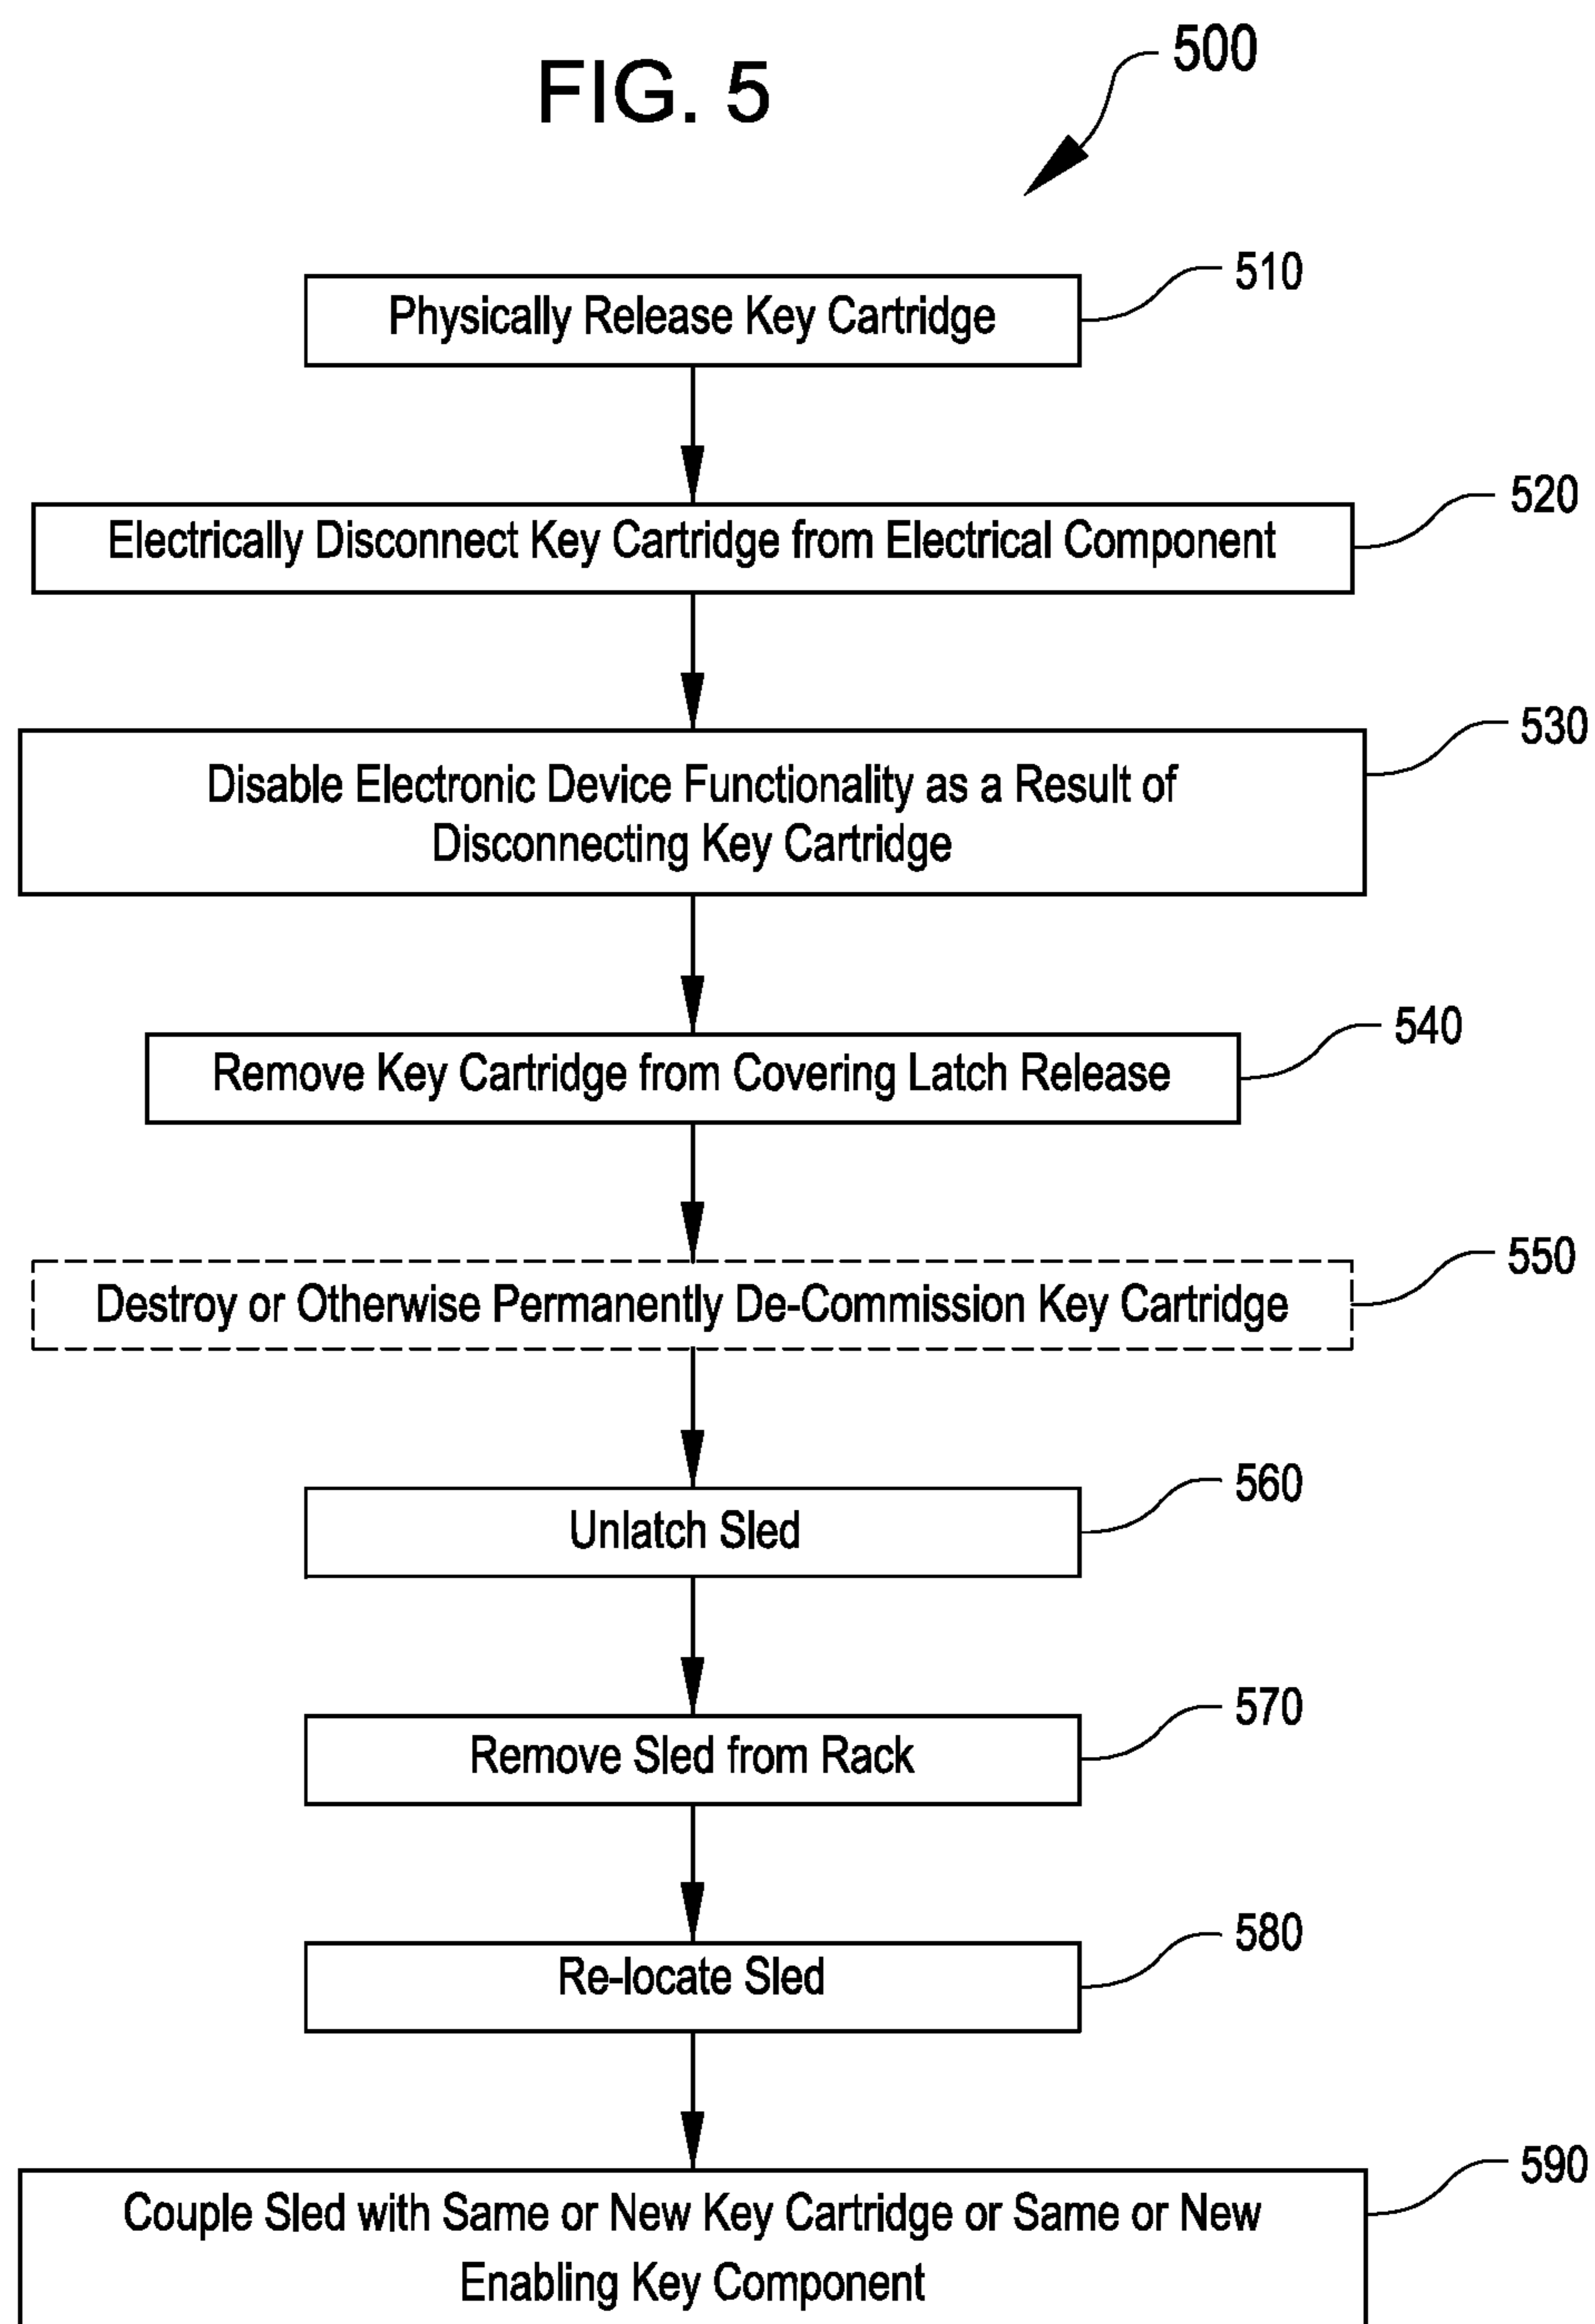 FIG. 5
500
Physically Release Key Cartridge
510
Electrically Disconnect Key Cartridge from Electrical Component
520
Disable Electronic Device Functionality as a Result of
Disconnecting Key Cartridge
530
Remove Key Cartridge from Covering Latch Release
540
Destroy or Otherwise Permanently De-Commission Key Cartridge
550
Unlatch Sled
560
Remove Sled from Rack
570
Re-locate Sled
580
Couple Sled with Same or New Key Cartridge or Same or New
Enabling Key Component
590